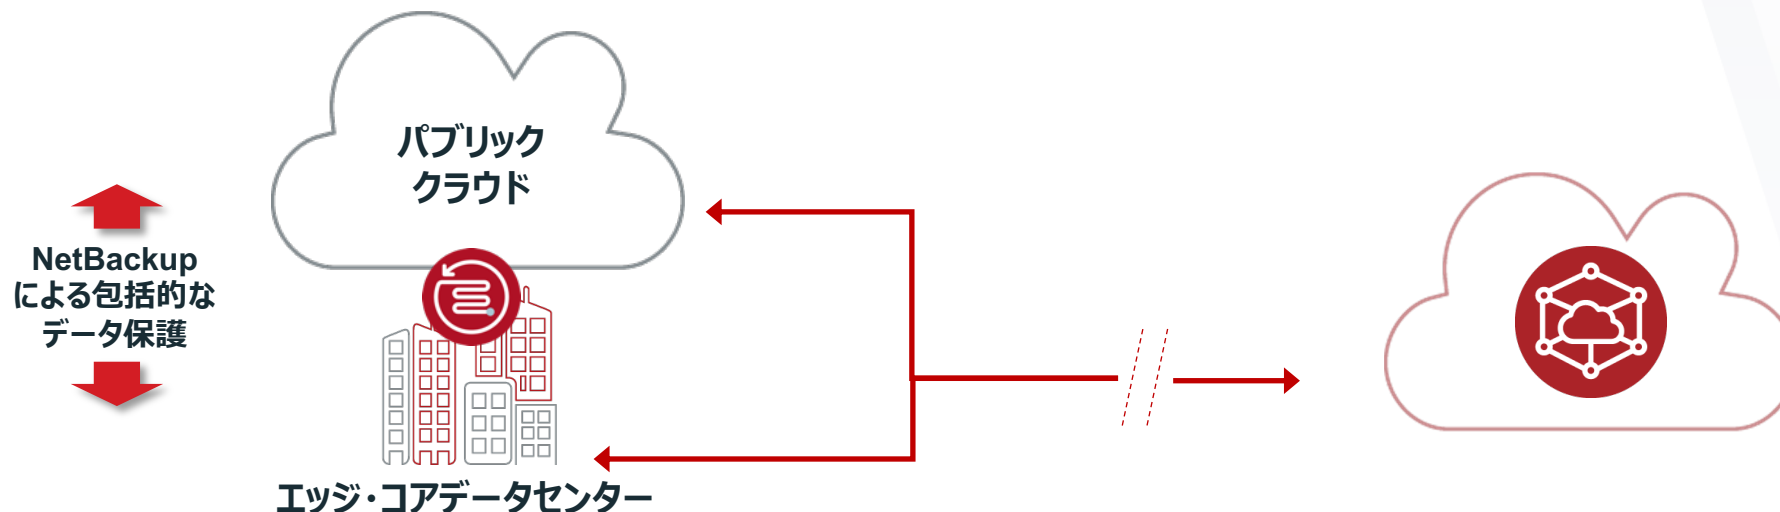 パブリック
クラウド
NetBackup
による包括的な
データ保護
エッジ・コアデータセンター